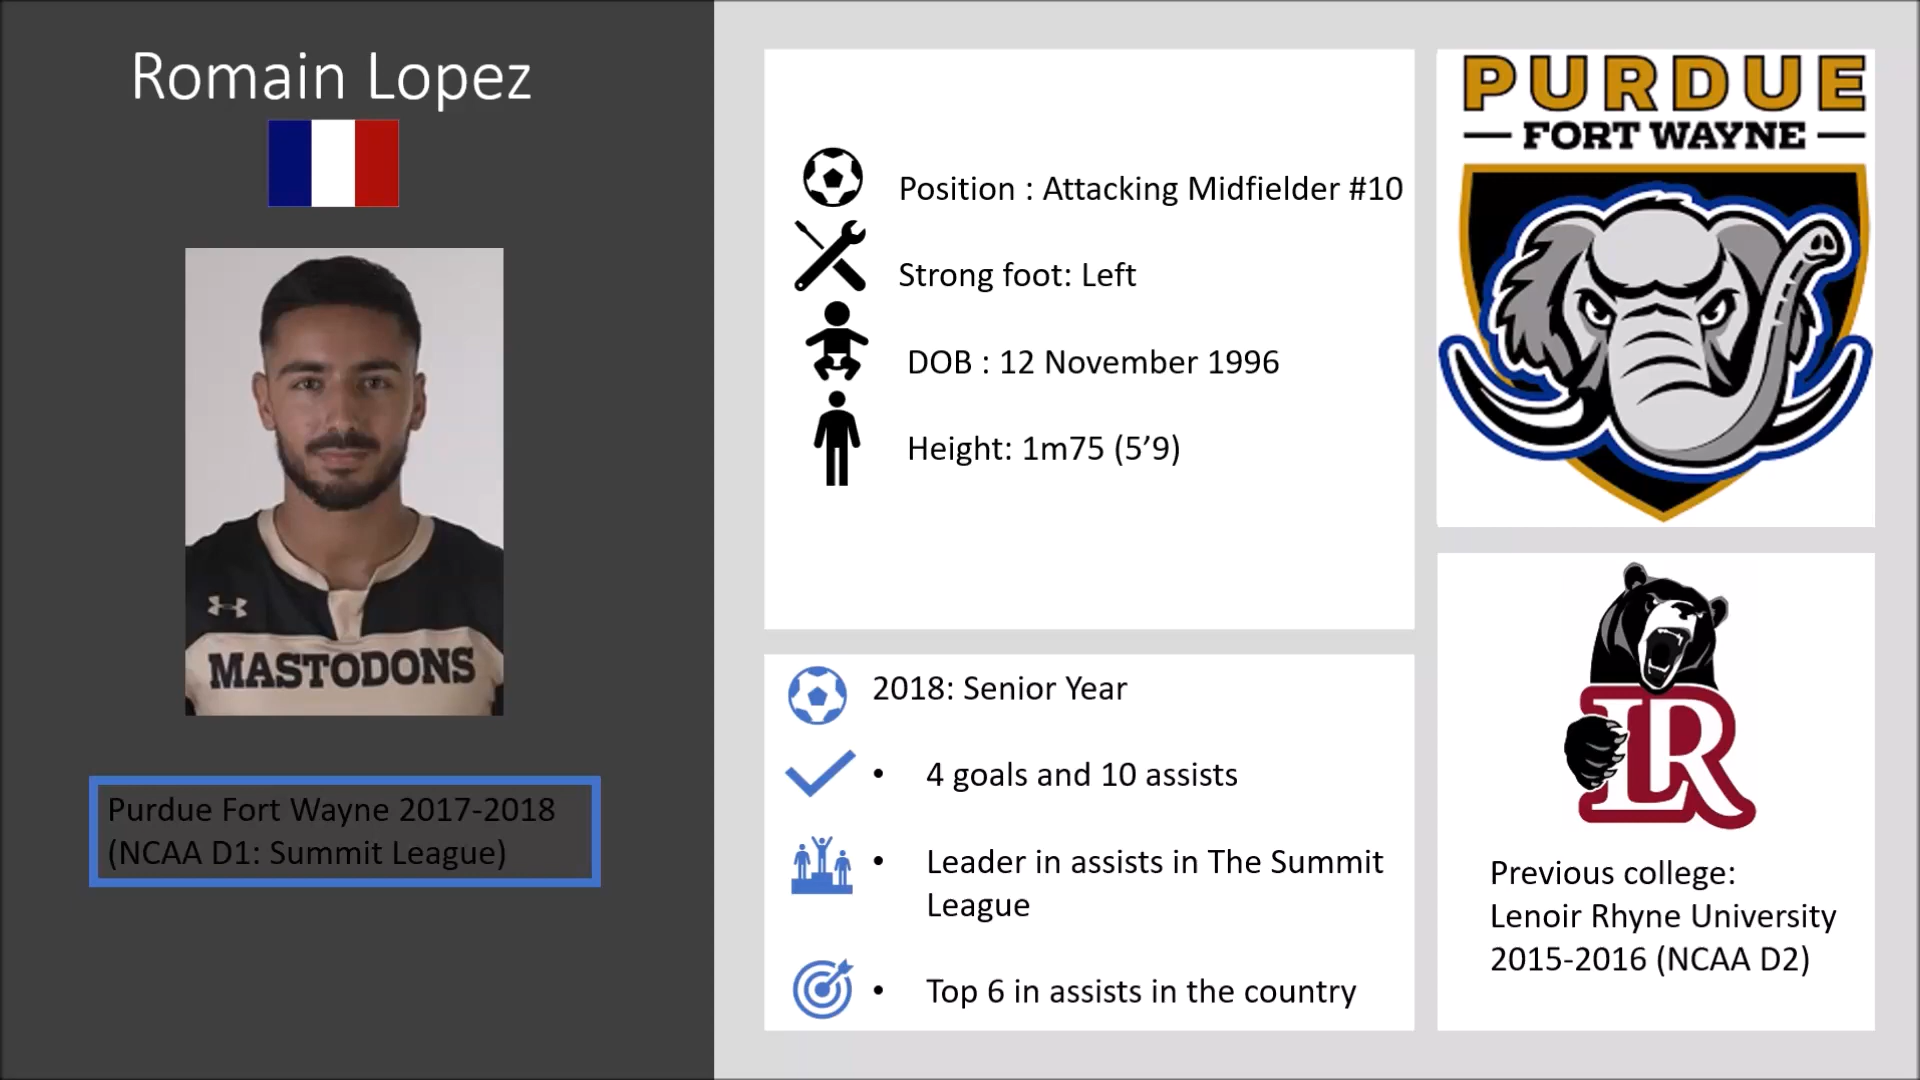 Romain Lopez
MASTODONS
Purdue Fort Wayne 2017-2018
(NCAA D1: Summit League)
Position : Attacking Midfielder #10
Strong foot: Left
DOB : 12 November 1996
Height: 1m75 (5’9)
2018: Senior Year
• 4 goals and 10 assists
• Leader in assists in The Summit
League
• Top 6 in assists in the country
PURDUE
FORT WAYNE
LR
Previous college:
Lenoir Rhyne University
2015-2016 (NCAA D2)